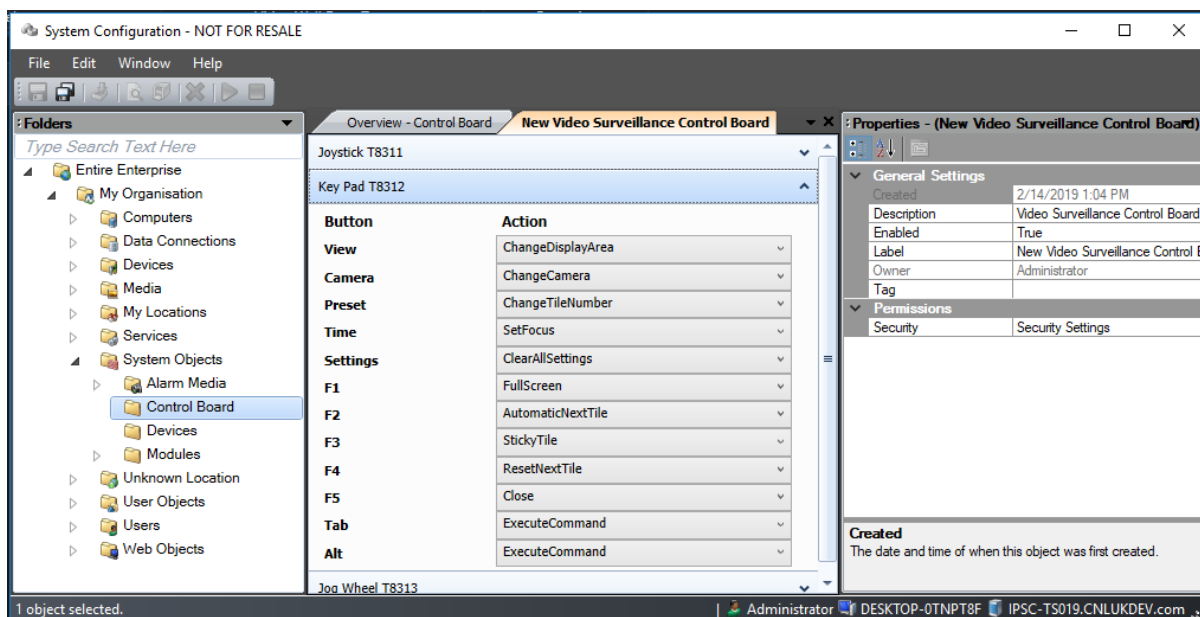 System Configuration - NOT FOR RESALE
File Edit Window Help
Folders
Type Search Text Here
Entire Enterprise
My Organisation
Computers
Data Connections
Devices
Media
My Locations
Services
System Objects
Alarm Media
Control Board
Devices
Modules
Unknown Location
User Objects
Users
Web Objects
Overview - Control Board New Video Surveillance Control Board
Joystick T8311
Key Pad T8312
Button Action
View ChangeDisplayArea
Camera ChangeCamera
Preset ChangeTileNumber
Time SetFocus
Settings ClearAllSettings
F1 FullScreen
F2 AutomaticNextTile
F3 StickyTile
F4 ResetNextTile
F5 Close
Tab ExecuteCommand
Alt ExecuteCommand
Jog Wheel T8313
Properties - (New Video Surveillance Control Board)
General Settings
Created 2/14/2019 1:04 PM
Description Video Surveillance Control Board
Enabled True
Label New Video Surveillance Control
Owner Administrator
Tag
Permissions
Security Security Settings
Created
The date and time of when this object was first created.
1 object selected. Administrator DESKTOP-0TNPT8F IPSC-TS019.CNLUKDEV.com